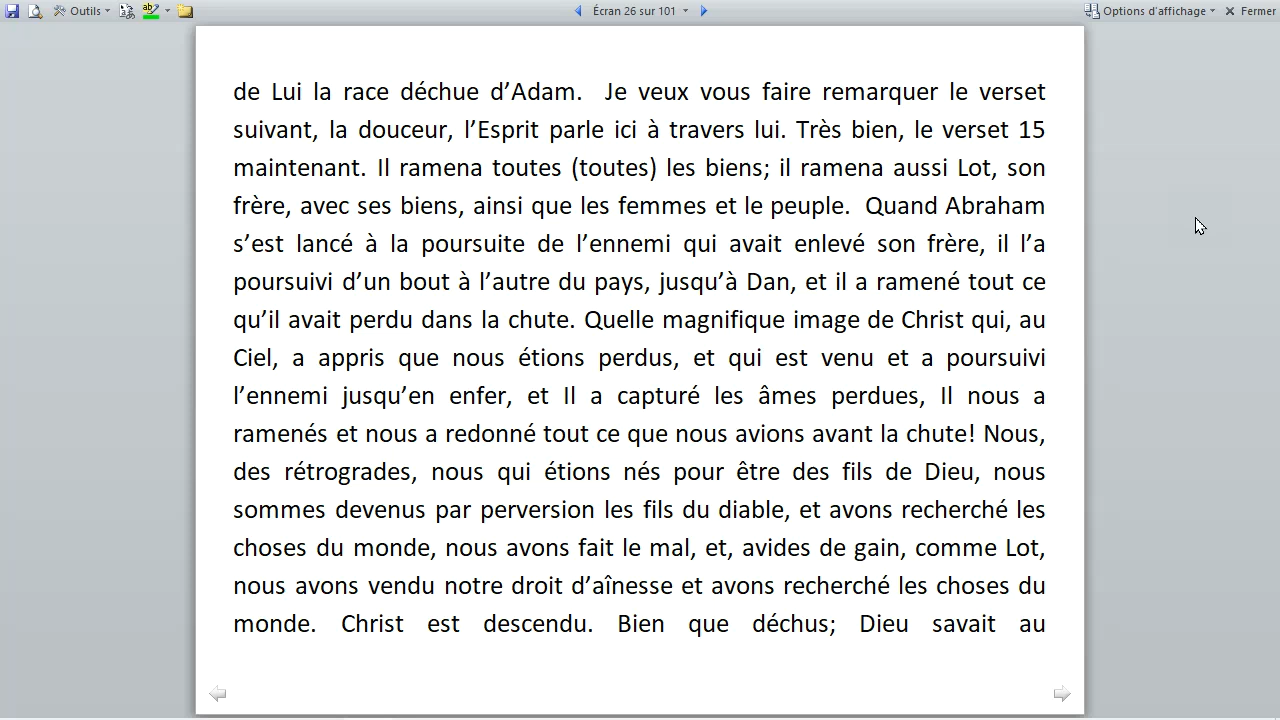 Outils
Écran 26 sur 101
Options d'affichage
Fermer
de Lui la race déchue d’Adam.  Je veux vous faire remarquer le verset
suivant, la douceur, l’Esprit parle ici à travers lui. Très bien, le verset 15
maintenant. Il ramena toutes (toutes) les biens; il ramena aussi Lot, son
frère, avec ses biens, ainsi que les femmes et le peuple.  Quand Abraham
s’est lancé à la poursuite de l’ennemi qui avait enlevé son frère, il l’a
poursuivi d’un bout à l’autre du pays, jusqu’à Dan, et il a ramené tout ce
qu’il avait perdu dans la chute. Quelle magnifique image de Christ qui, au
Ciel, a appris que nous étions perdus, et qui est venu et a poursuivi
l’ennemi jusqu’en enfer, et Il a capturé les âmes perdues, Il nous a
ramenés et nous a redonné tout ce que nous avions avant la chute! Nous,
des rétrogrades, nous qui étions nés pour être des fils de Dieu, nous
sommes devenus par perversion les fils du diable, et avons recherché les
choses du monde, nous avons fait le mal, et, avides de gain, comme Lot,
nous avons vendu notre droit d’aînesse et avons recherché les choses du
monde. Christ est descendu. Bien que déchus; Dieu savait au